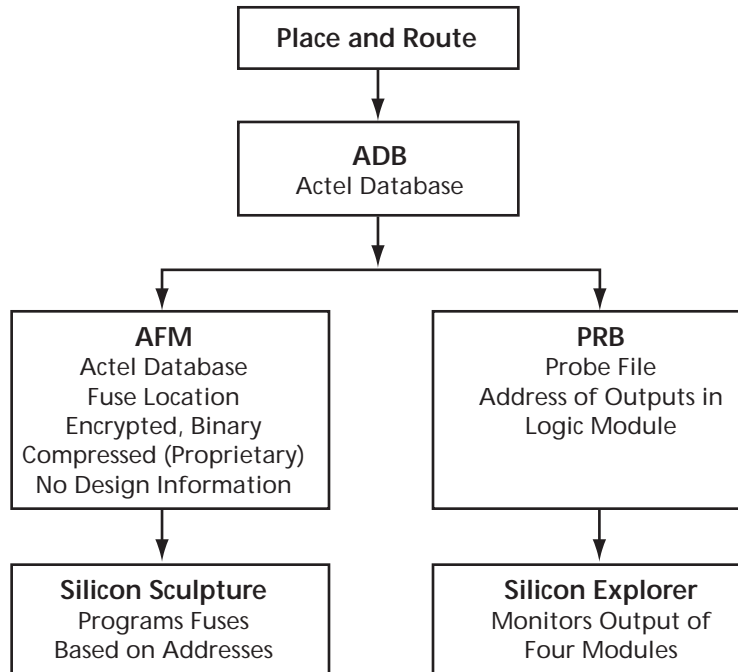 Place and Route
ADB
Actel Database
AFM
Actel Database
Fuse Location
Encrypted, Binary
Compressed (Proprietary)
No Design Information
PRB
Probe File
Address of Outputs in
Logic Module
Silicon Sculpture
Programs Fuses
Based on Addresses
Silicon Explorer
Monitors Output of
Four Modules